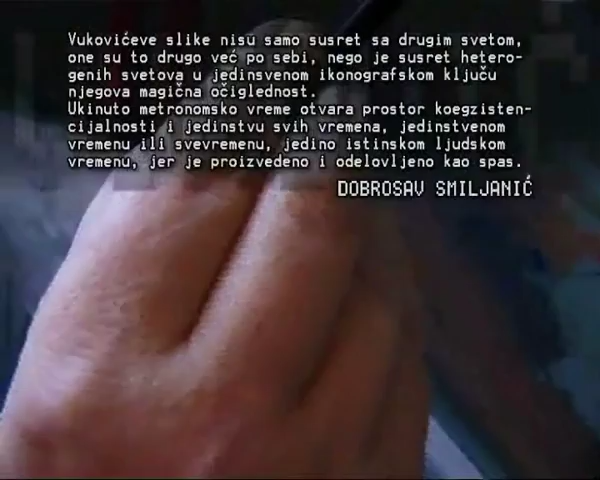 Vukovićeve slike nisu samo susret sa drugim svetom,
one su to drugo već po sebi, nego je susret hetero-
genih svetova u jedinsvenom ikonografskom ključu
njegova magična očiglednost.
Ukinuto metronomsko vreme otvara prostor koegzisten-
cijalnosti i jedinstvu svih vremena, jedinstvenom
vremenu ili svevremenu, jedino istinskom ljudskom
vremenu, jer je proizvedeno i odelovljeno kao spas.
DOBROSAV SMILJANIĆ